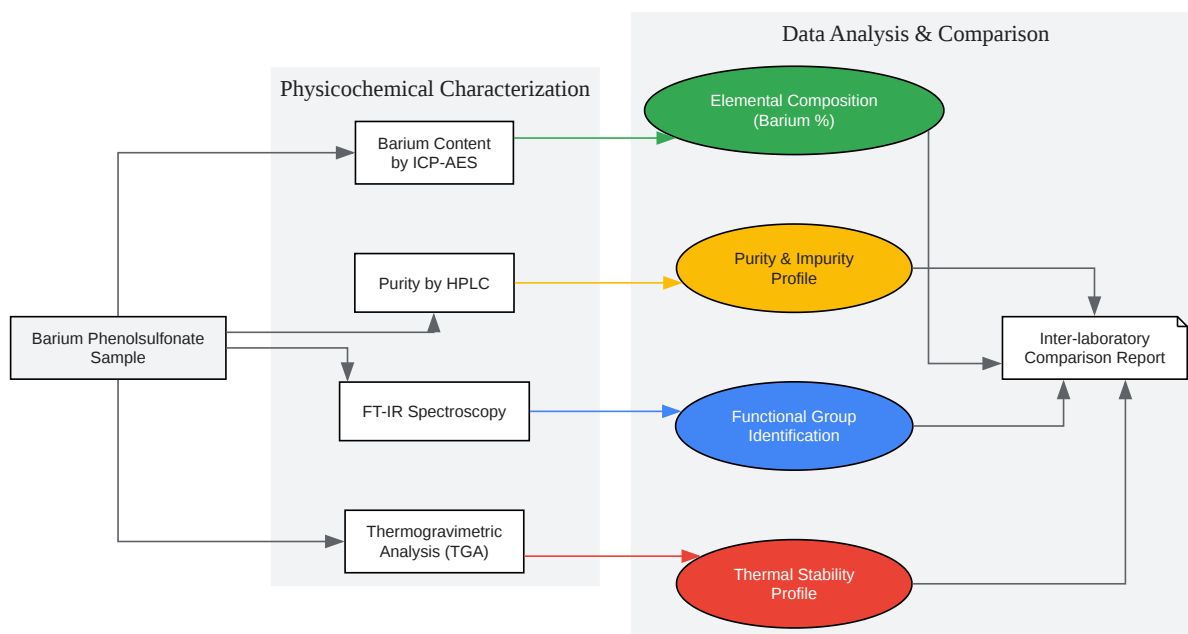 Data Analysis & Comparison
Physicochemical Characterization
Elemental Composition
(Barium %)
Barium Content
by ICP-AES
Purity & Impurity
Profile
Purity by HPLC
Barium Phenolsulfonate
Sample
Inter-laboratory
Comparison Report
FT-IR Spectroscopy
Functional Group
Identification
Thermogravimetric
Analysis (TGA)
Thermal Stability
Profile